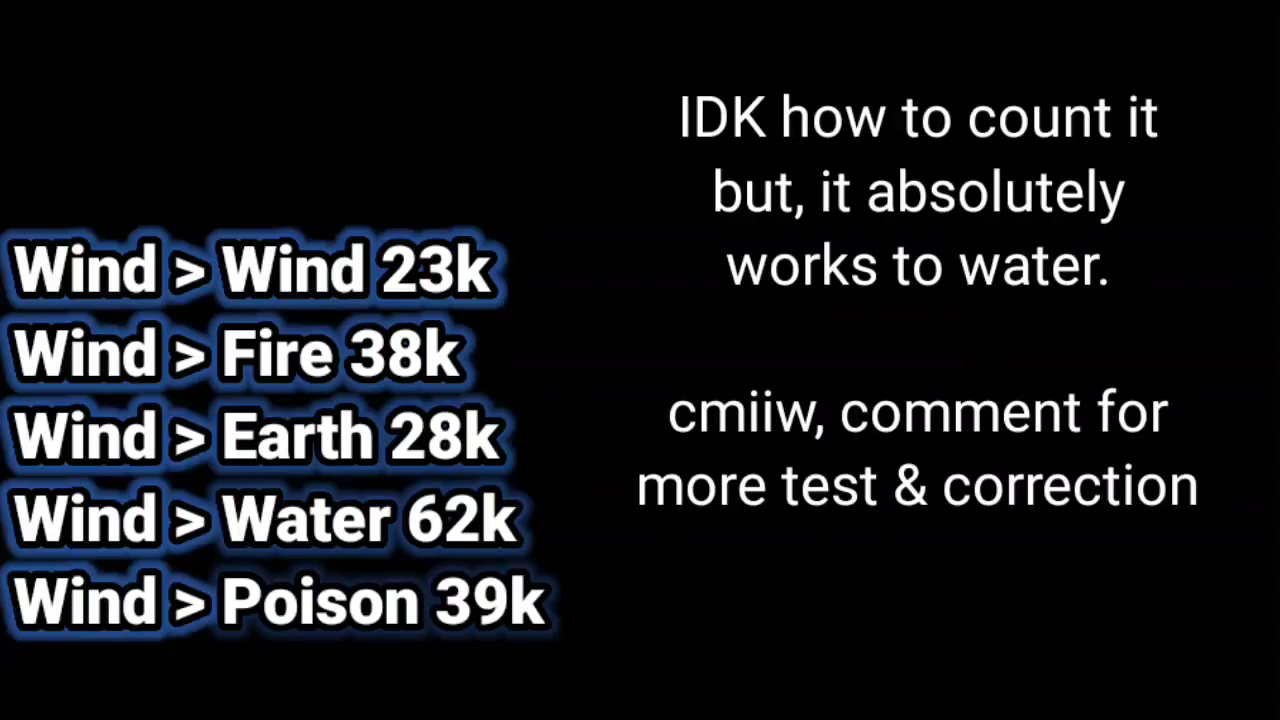 Wind > Wind 23k
Wind > Fire 38k
Wind > Earth 28k
Wind > Water 62k
Wind > Poison 39k
IDK how to count it
but, it absolutely
works to water.
cmiiw, comment for
more test & correction